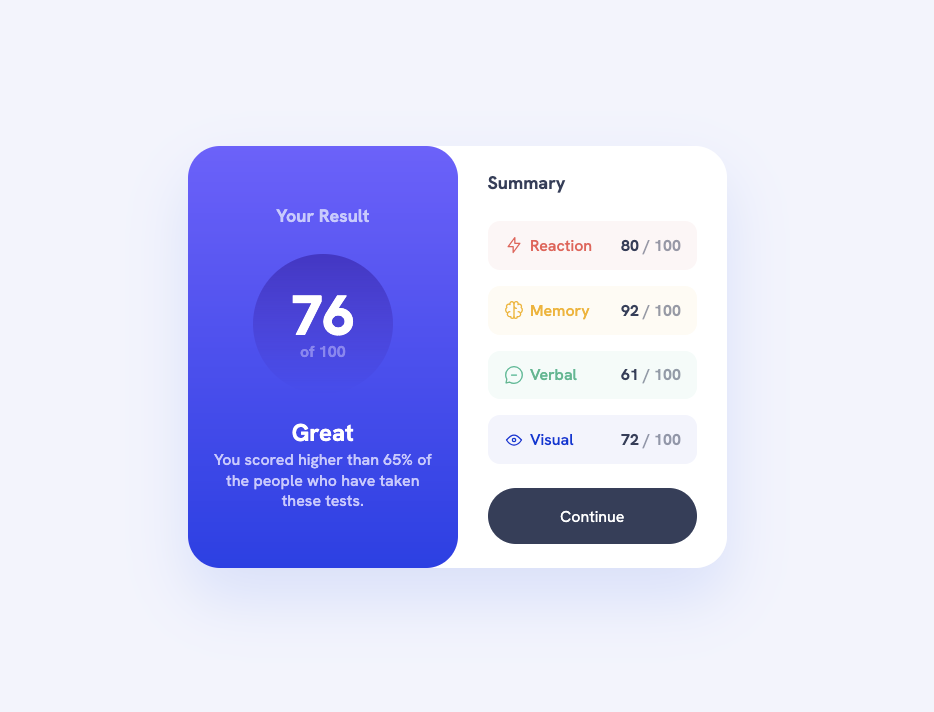 Your Result
76
of 100
Great
You scored higher than 65% of
the people who have taken
these tests.
Summary
Reaction 80 / 100
Memory 92 / 100
Verbal 61 / 100
Visual 72 / 100
Continue